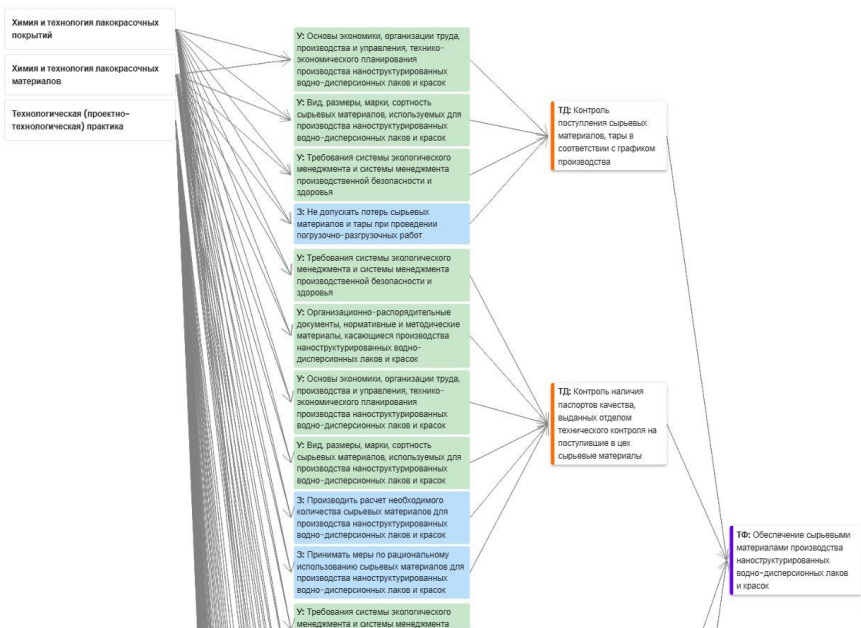 Химия и технология лакокрасочных
покрытий
Химия и технология лакокрасочных
материалов
Технологическая (проектно-
технологическая) практика
У: Основы экономики, организации труда,
производства и управления, технико-
экономического планирования
производства наноструктурированных
водно-дисперсионных лаков и красок
У: Вид, размеры, марки, сортность
сырьевых материалов, используемых для
производства наноструктурированных
водно-дисперсионных лаков и красок
У: Требования системы экологического
менеджмента и системы менеджмента
производственной безопасности и
здоровья
З: Не допускать потерь сырьевых
материалов и тары при проведении
погрузочно-разгрузочных работ
У: Требования системы экологического
менеджмента и системы менеджмента
производственной безопасности и
здоровья
У: Организационно-распорядительные
документы, нормативные и методические
материалы, касающиеся производства
наноструктурированных водно-
дисперсионных лаков и красок
У: Основы экономики, организации труда,
производства и управления, технико-
экономического планирования
производства наноструктурированных
водно-дисперсионных лаков и красок
У: Вид, размеры, марки, сортность
сырьевых материалов, используемых для
производства наноструктурированных
водно-дисперсионных лаков и красок
З: Производить расчет необходимого
количества сырьевых материалов для
производства наноструктурированных
водно-дисперсионных лаков и красок
З: Принимать меры по рациональному
использованию сырьевых материалов для
производства наноструктурированных
водно-дисперсионных лаков и красок
У: Требования системы экологического
менеджмента и системы менеджмента
ТД: Контроль
поступления сырьевых
материалов, тары в
соответствии с графиком
производства
ТД: Контроль наличия
паспортов качества,
выданных отделом
технического контроля на
поступившие в цех
сырьевые материалы
ТФ: Обеспечение сырьевыми
материалами производства
наноструктурированных
водно-дисперсионных лаков
и красок